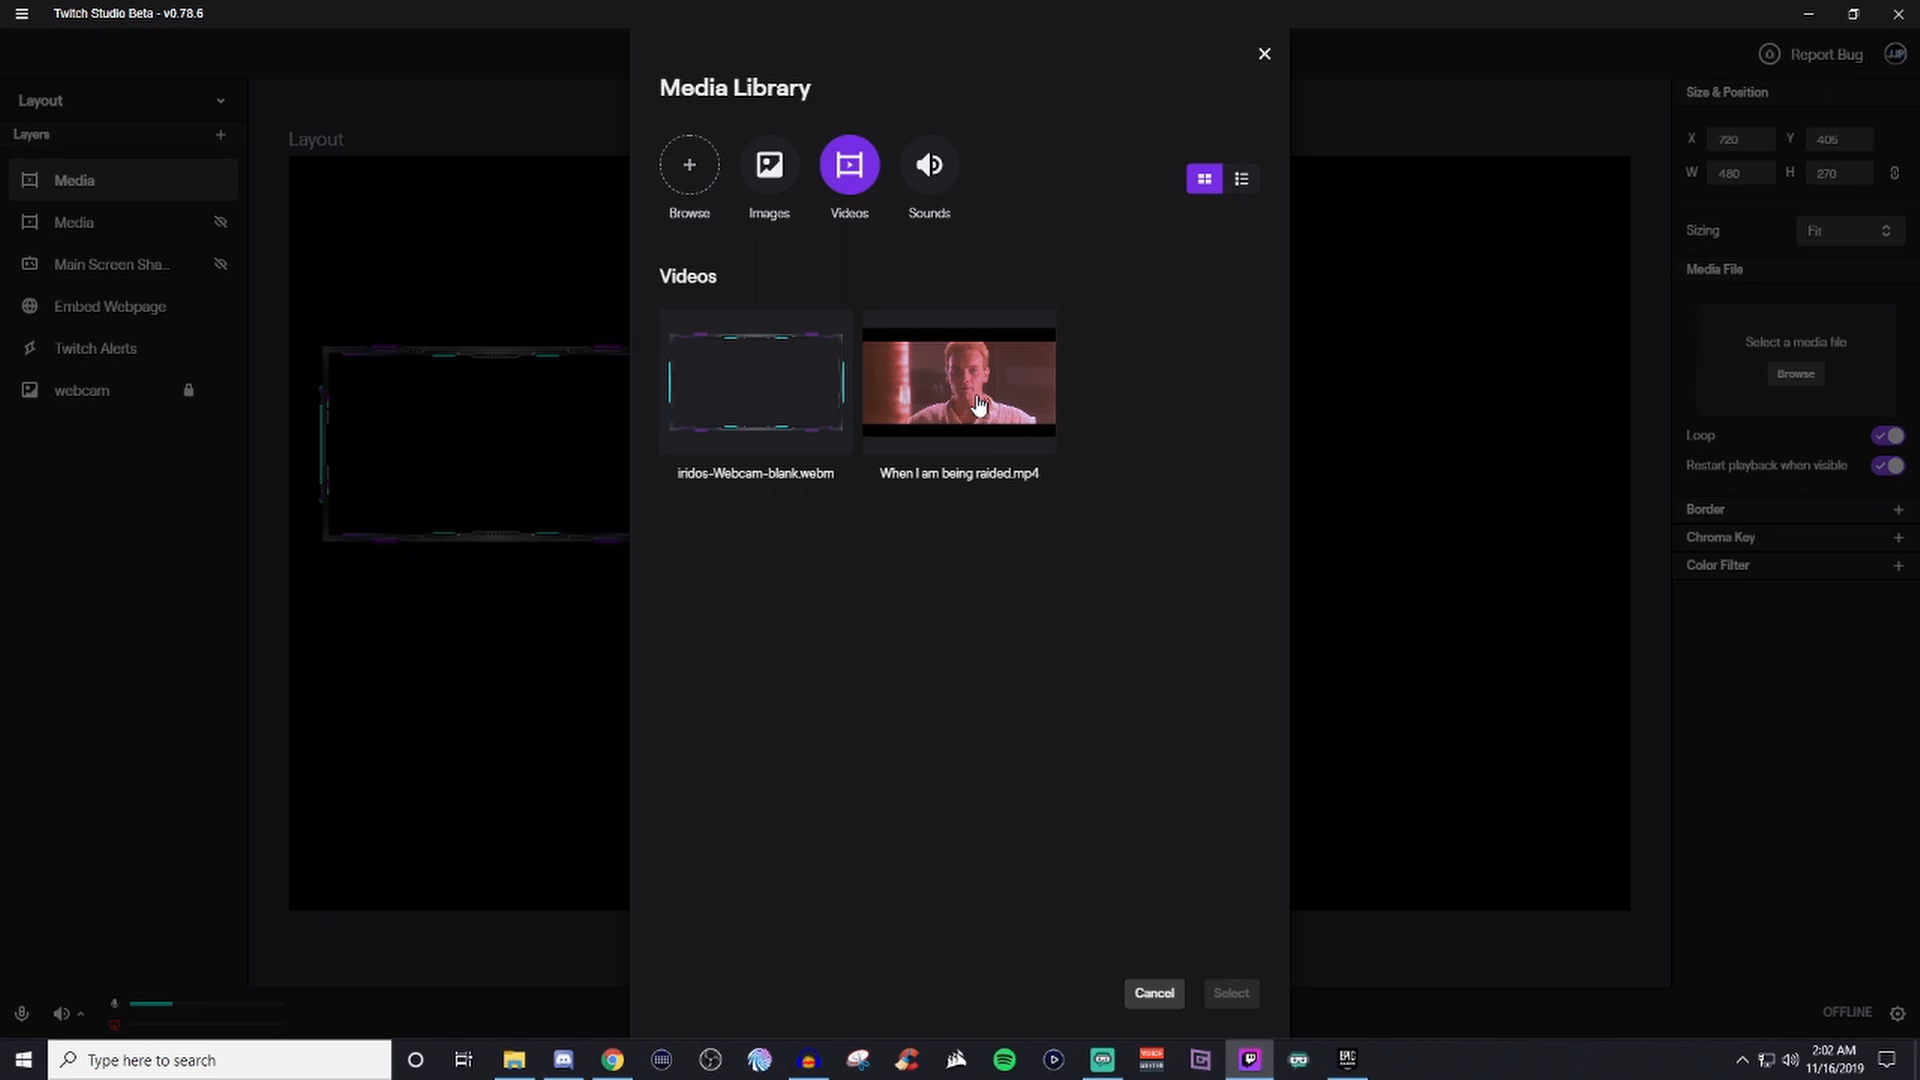 Twitch Studio Beta - v0.78.6
Report Bug
JJP
Layout
Layers
Media
Media
Main Screen Sha...
Embed Webpage
Twitch Alerts
webcam
Layout
Media Library
Browse
Images
Videos
Sounds
Videos
iridos-Webcam-blank.webm
When I am being raided.mp4
Cancel
Select
Size & Position
X 720 Y 405
W 480 H 270
Sizing
Fit
Media File
Select a media file
Browse
Loop
Restart playback when visible
Border
Chroma Key
Color Filter
OFFLINE
Type here to search
EPIC
2:02 AM
11/16/2019